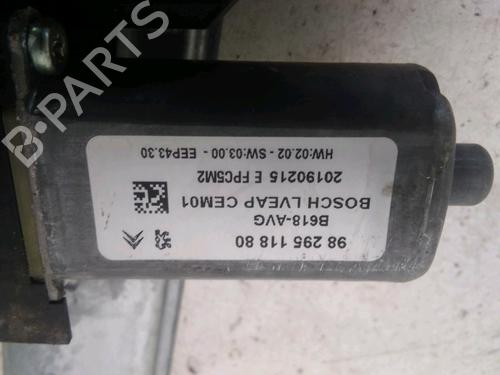 98 295 118 80
B618-AVG
BOSCH LVEAP CEM01
20190215 E FPC5M2
HW:02.02 - SW:03.00 - EEP43.30
B-PARTS